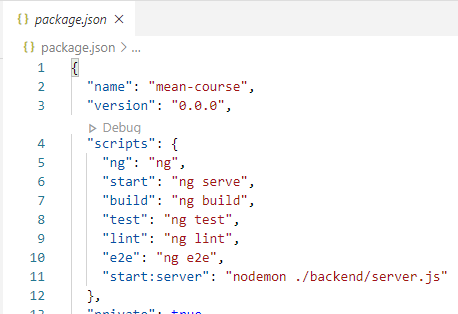 {} package.json ×
{} package.json > ...
1 {
2 "name": "mean-course",
3 "version": "0.0.0",
▷ Debug
4 "scripts": {
5 "ng": "ng",
6 "start": "ng serve",
7 "build": "ng build",
8 "test": "ng test",
9 "lint": "ng lint",
10 "e2e": "ng e2e",
11 "start:server": "nodemon ./backend/server.js"
12 },
"private": true,